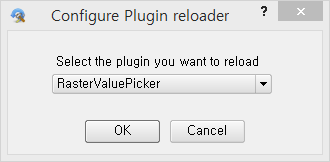 Configure Plugin reloader
?
Select the plugin you want to reload
RasterValuePicker
OK
Cancel